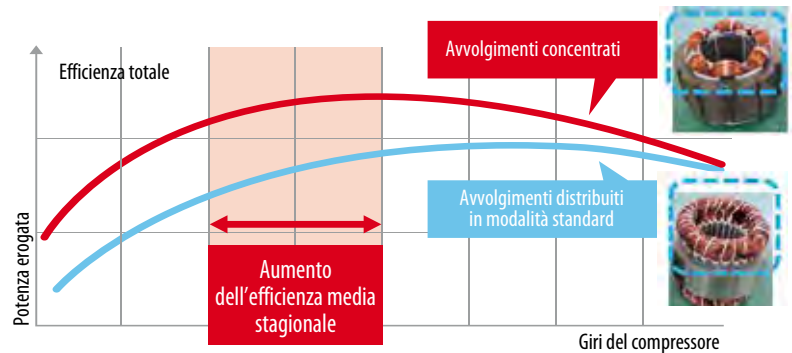 Efficienza totale
Avvolgimenti concentrati
Avvolgimenti distribuiti
in modalità standard
Potenza erogata
Aumento
dell'efficienza media
stagionale
Giri del compressore